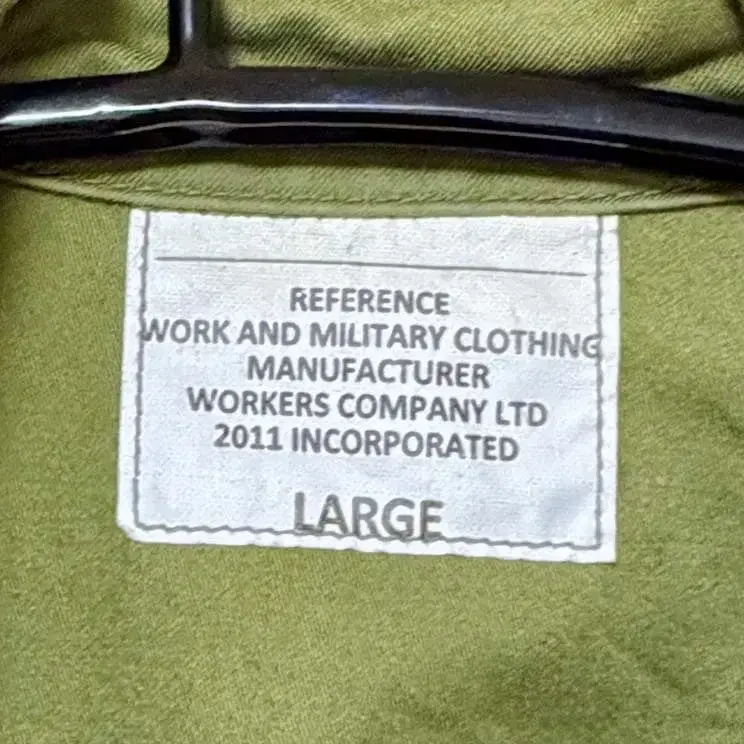 REFERENCE
WORK AND MILITARY CLOTHING
MANUFACTURER
WORKERS COMPANY LTD
2011 INCORPORATED
LARGE